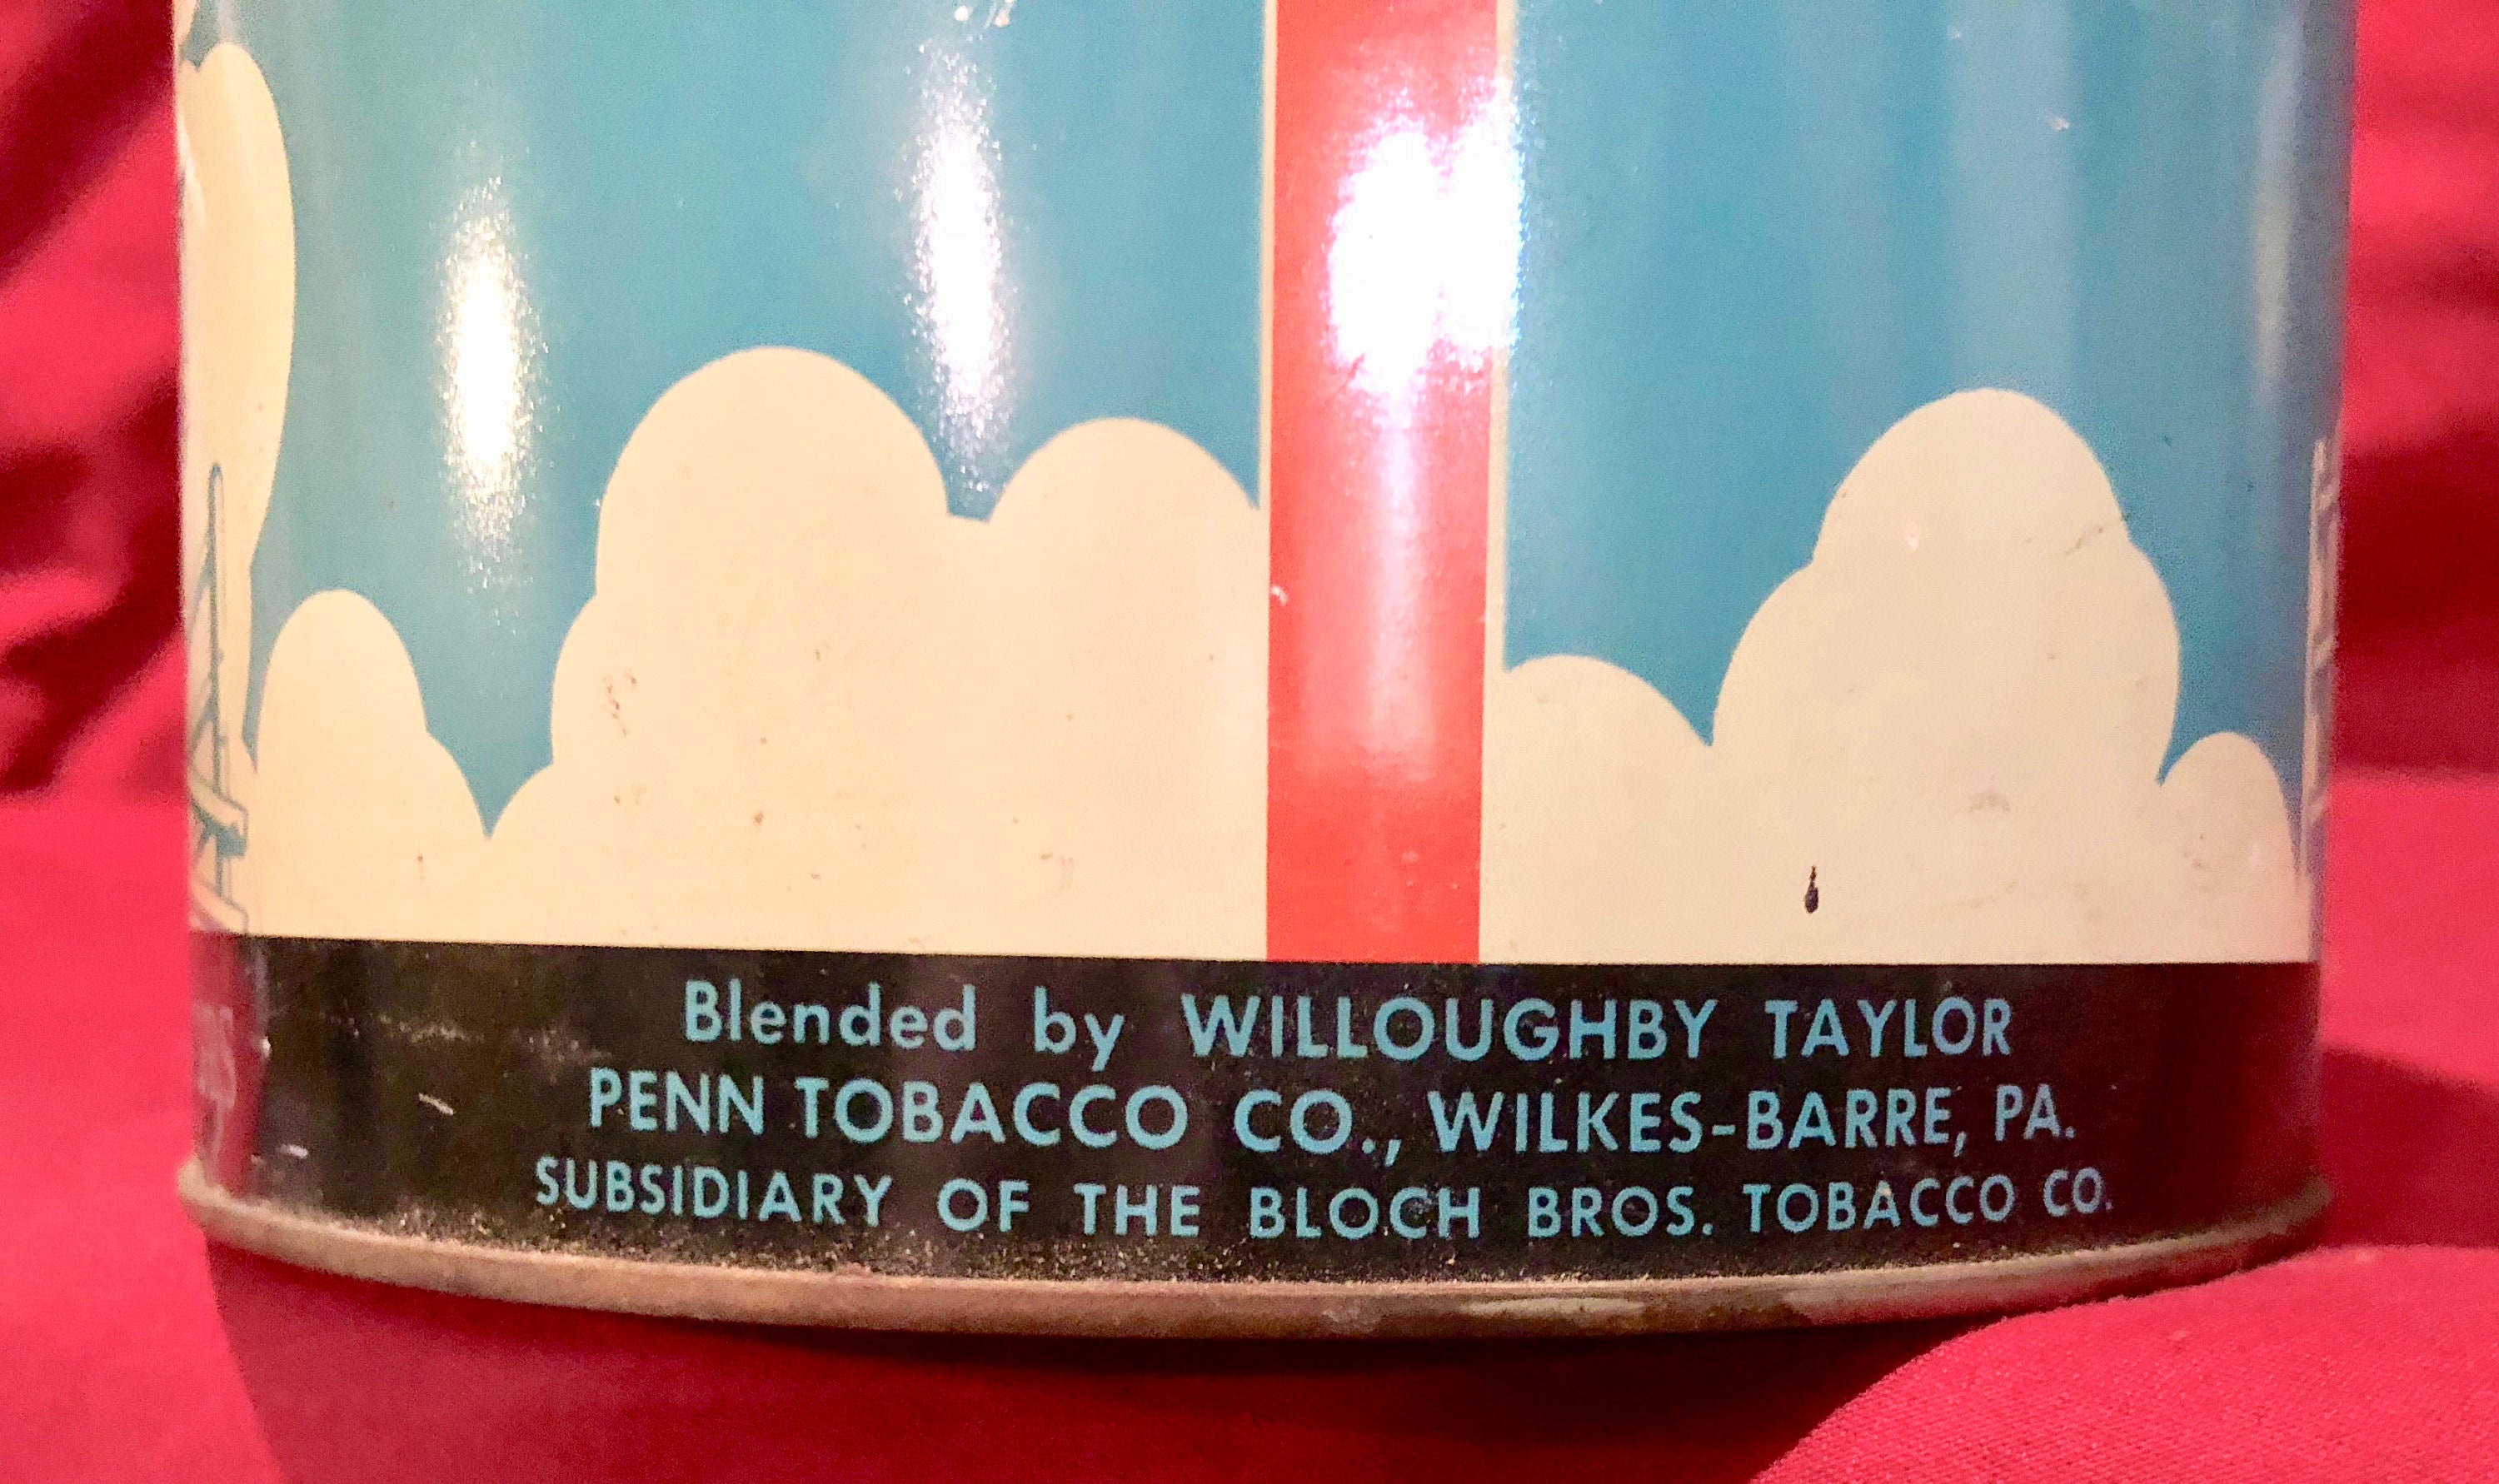 Blended by WILLOUGHBY TAYLOR
PENN TOBACCO CO., WILKES-BARRE, PA.
SUBSIDIARY OF THE BLOCH BROS. TOBACCO CO.